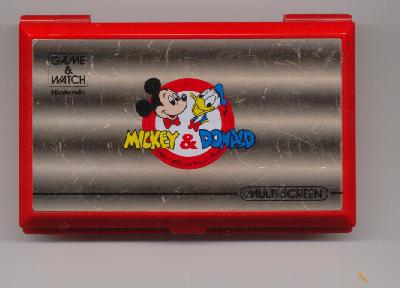 GAME
&
WATCH
Nintendo
MICKEY & DONALD
MULTI SCREEN